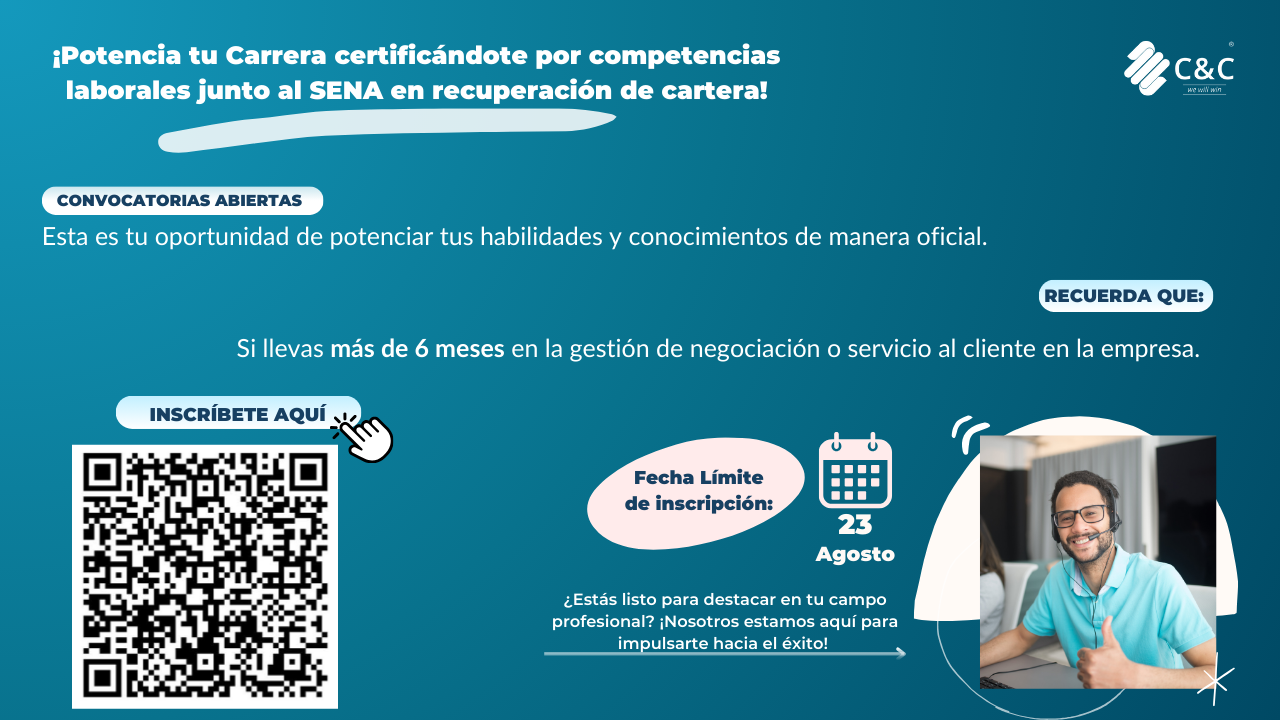 ¡Potencia tu Carrera certificándote por competencias
laborales junto al SENA en recuperación de cartera!
C&C®
we will win
CONVOCATORIAS ABIERTAS
Esta es tu oportunidad de potenciar tus habilidades y conocimientos de manera oficial.
RECUERDA QUE:
Si llevas más de 6 meses en la gestión de negociación o servicio al cliente en la empresa.
INSCRÍBETE AQUÍ
Fecha Límite
de inscripción:
23
Agosto
¿Estás listo para destacar en tu campo
profesional? ¡Nosotros estamos aquí para
impulsarte hacia el éxito!